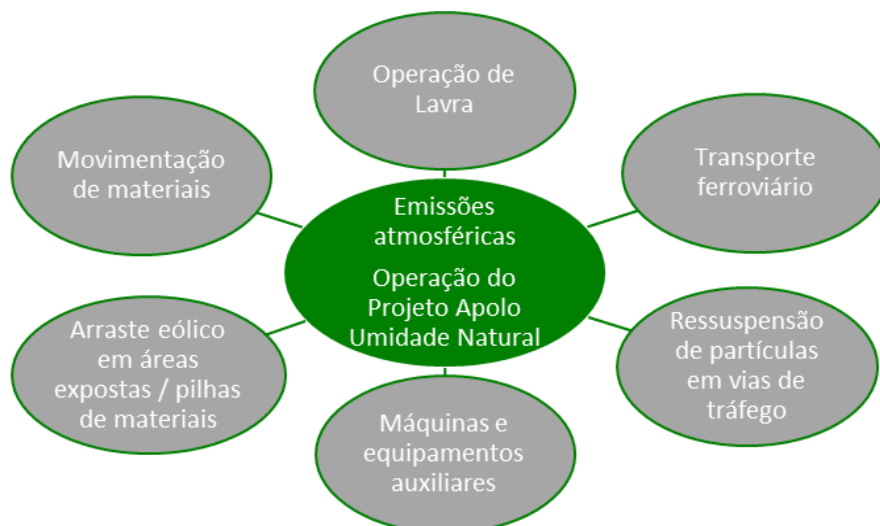 Operação de
Lavra
Movimentação
de materiais
Transporte
ferroviário
Emissões
atmosféricas
Operação do
Projeto Apolo
Umidade Natural
Arraste eólico
em áreas
expostas / pilhas
de materiais
Ressuspensão
de partículas
em vias de
tráfego
Máquinas e
equipamentos
auxiliares